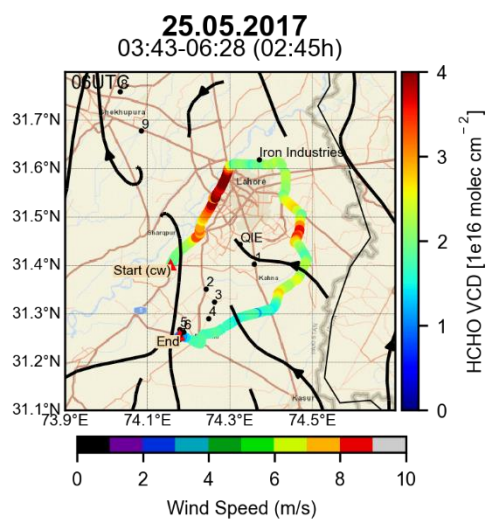 25.05.2017
03:43-06:28 (02:45h)
06UTC
8
Shekhupura
9
Iron Industries
Lahore
Sharqpur
QIE
1
Kahna
Start (cw)
2
3
4
5
6
End
Kasur
31.7°N
31.6°N
31.5°N
31.4°N
31.3°N
31.2°N
31.1°N
73.9°E
74.1°E
74.3°E
74.5°E
4
3
2
1
0
HCHO VCD [1e16 molec cm⁻²]
0 2 4 6 8 10
Wind Speed (m/s)